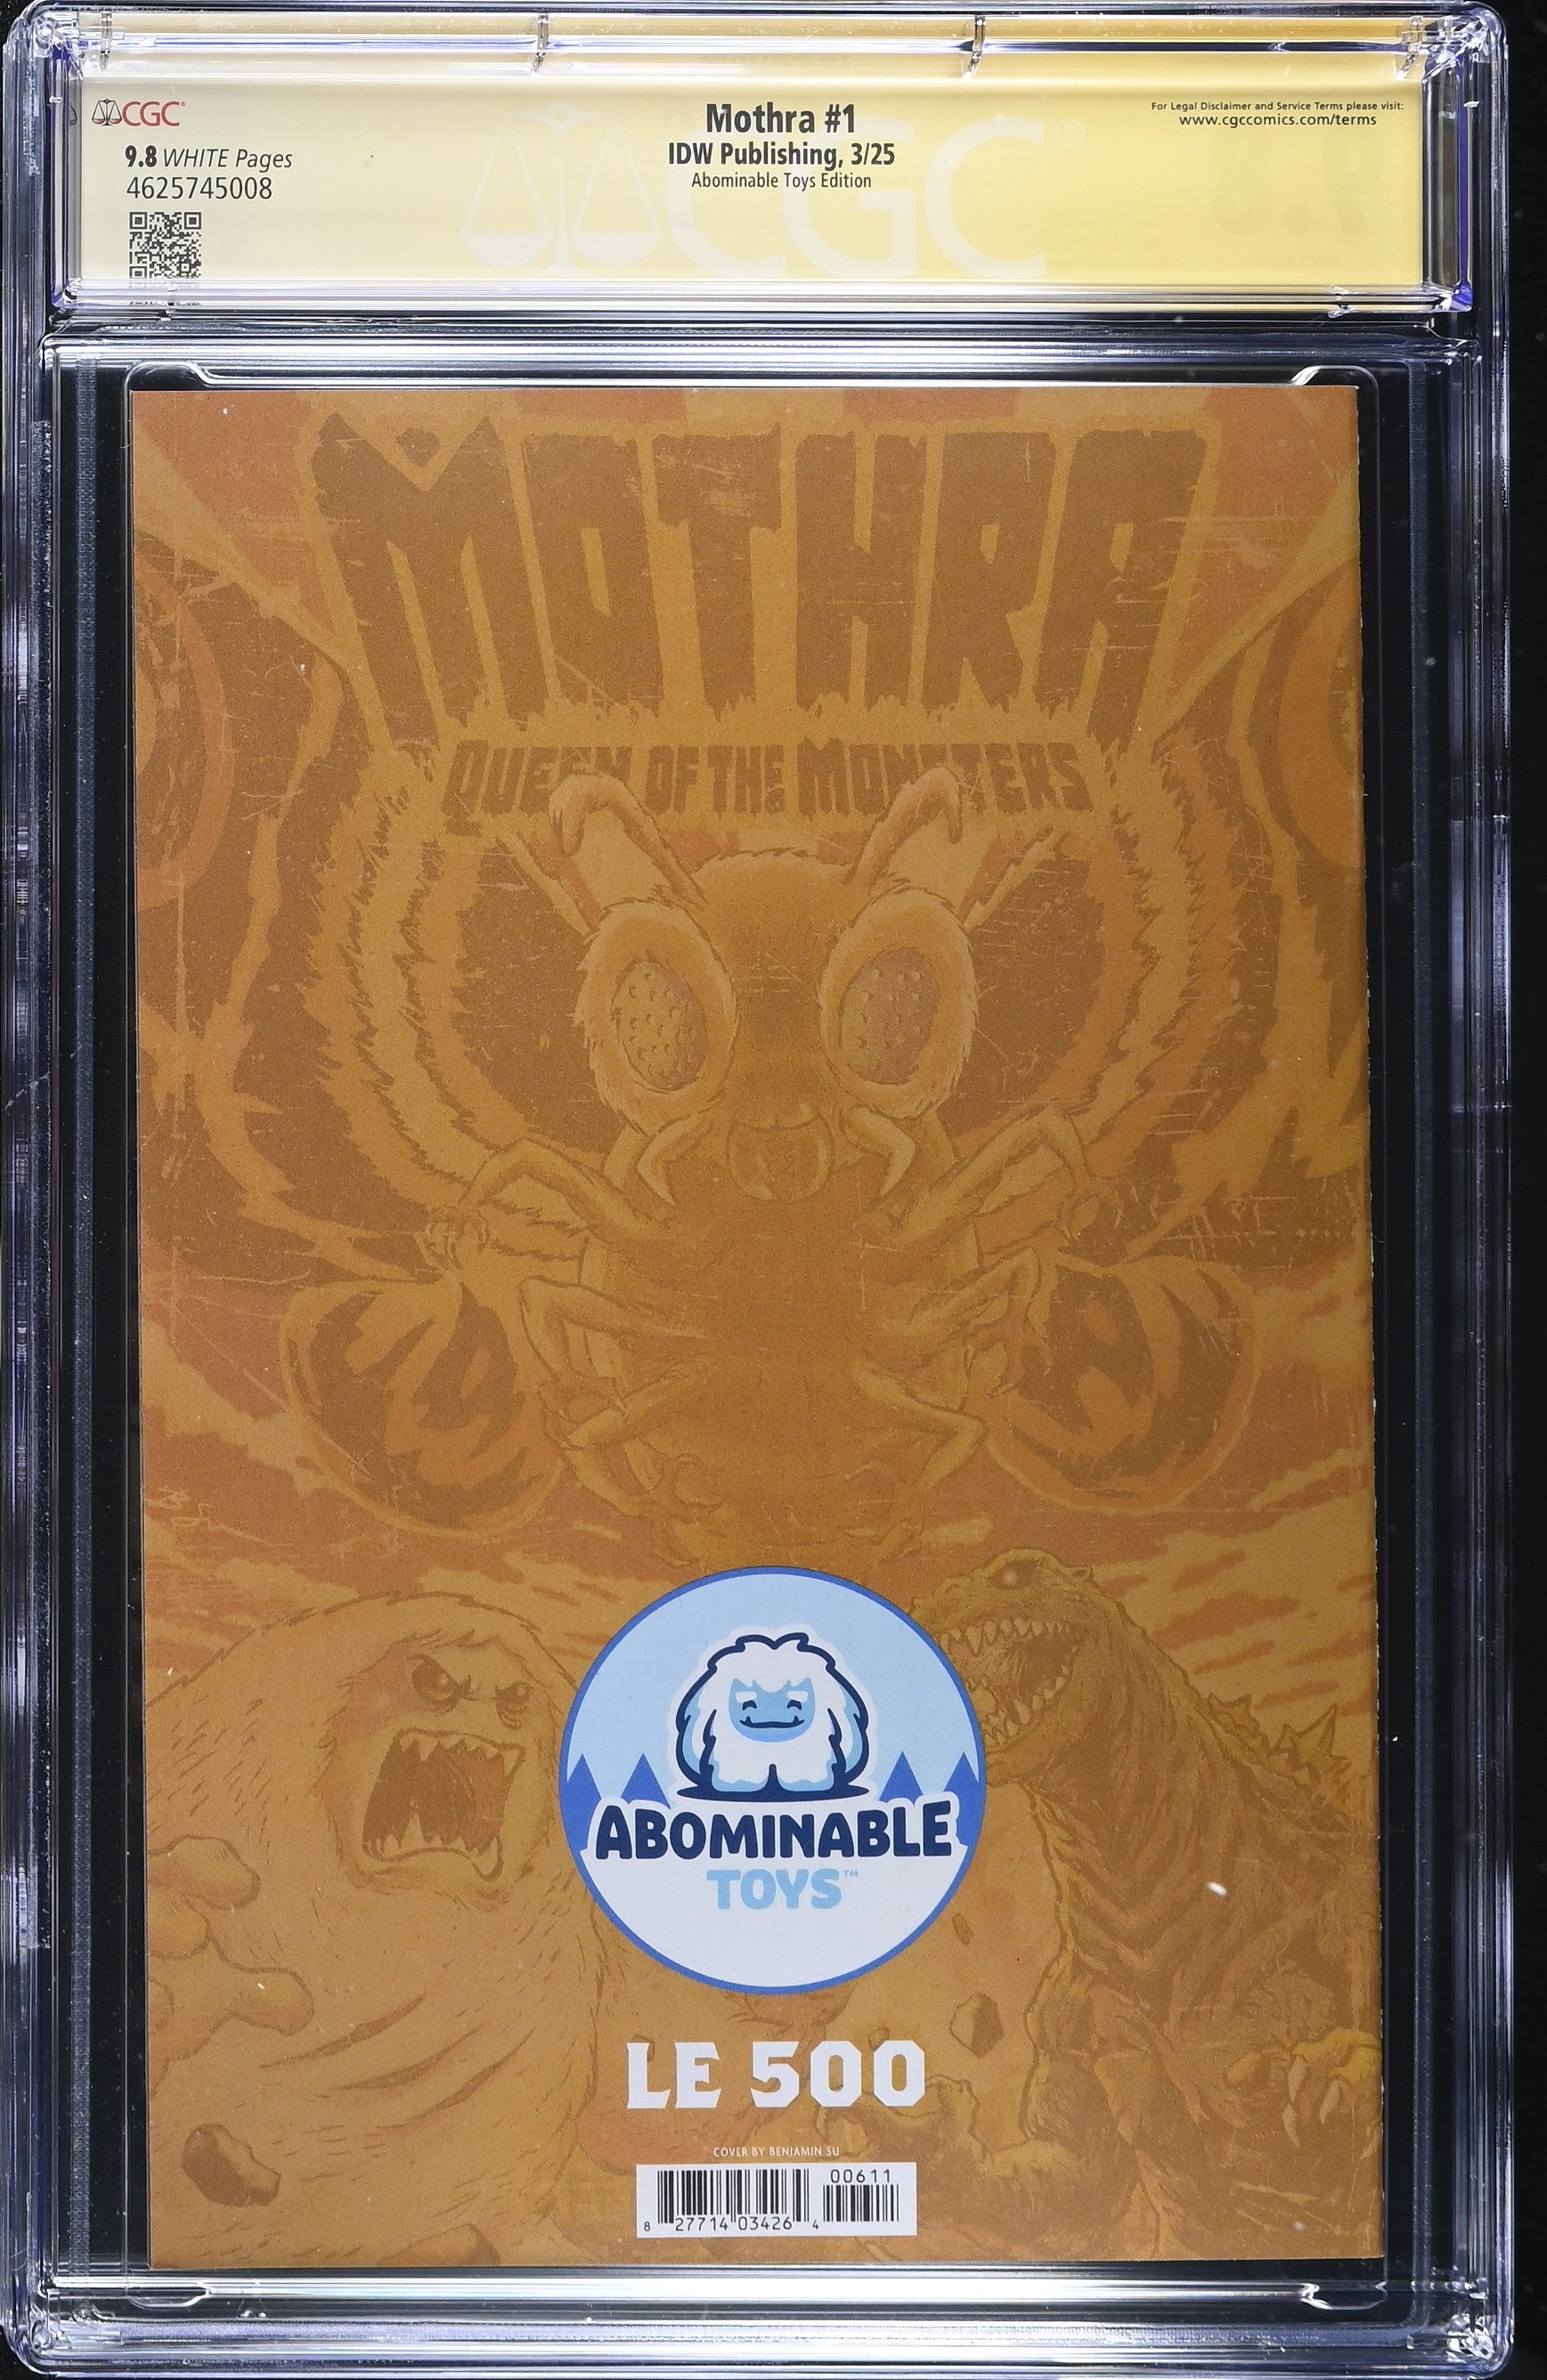 CGC
Mothra #1
For Legal Disclaimer and Service Terms please visit:
www.cgccomics.com/terms
9.8 WHITE Pages
IDW Publishing, 3/25
4625745008
Abominable Toys Edition
CGC®
MOTHRA
QUEEN OF THE MONSTERS
ABOMINABLE
TOYS™
LE 500
COVER BY BENJAMIN SU
00611
8 27714 03426 4